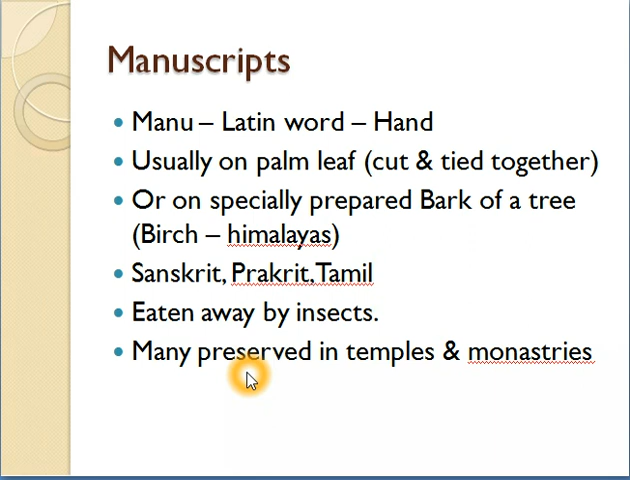 Manuscripts
• Manu – Latin word – Hand
• Usually on palm leaf (cut & tied together)
• Or on specially prepared Bark of a tree
(Birch – himalayas)
• Sanskrit, Prakrit,Tamil
• Eaten away by insects.
• Many preserved in temples & monastries